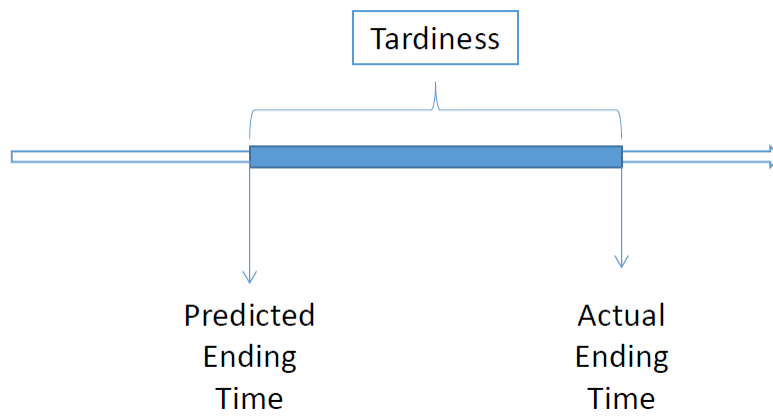 Tardiness
Predicted
Ending
Time
Actual
Ending
Time